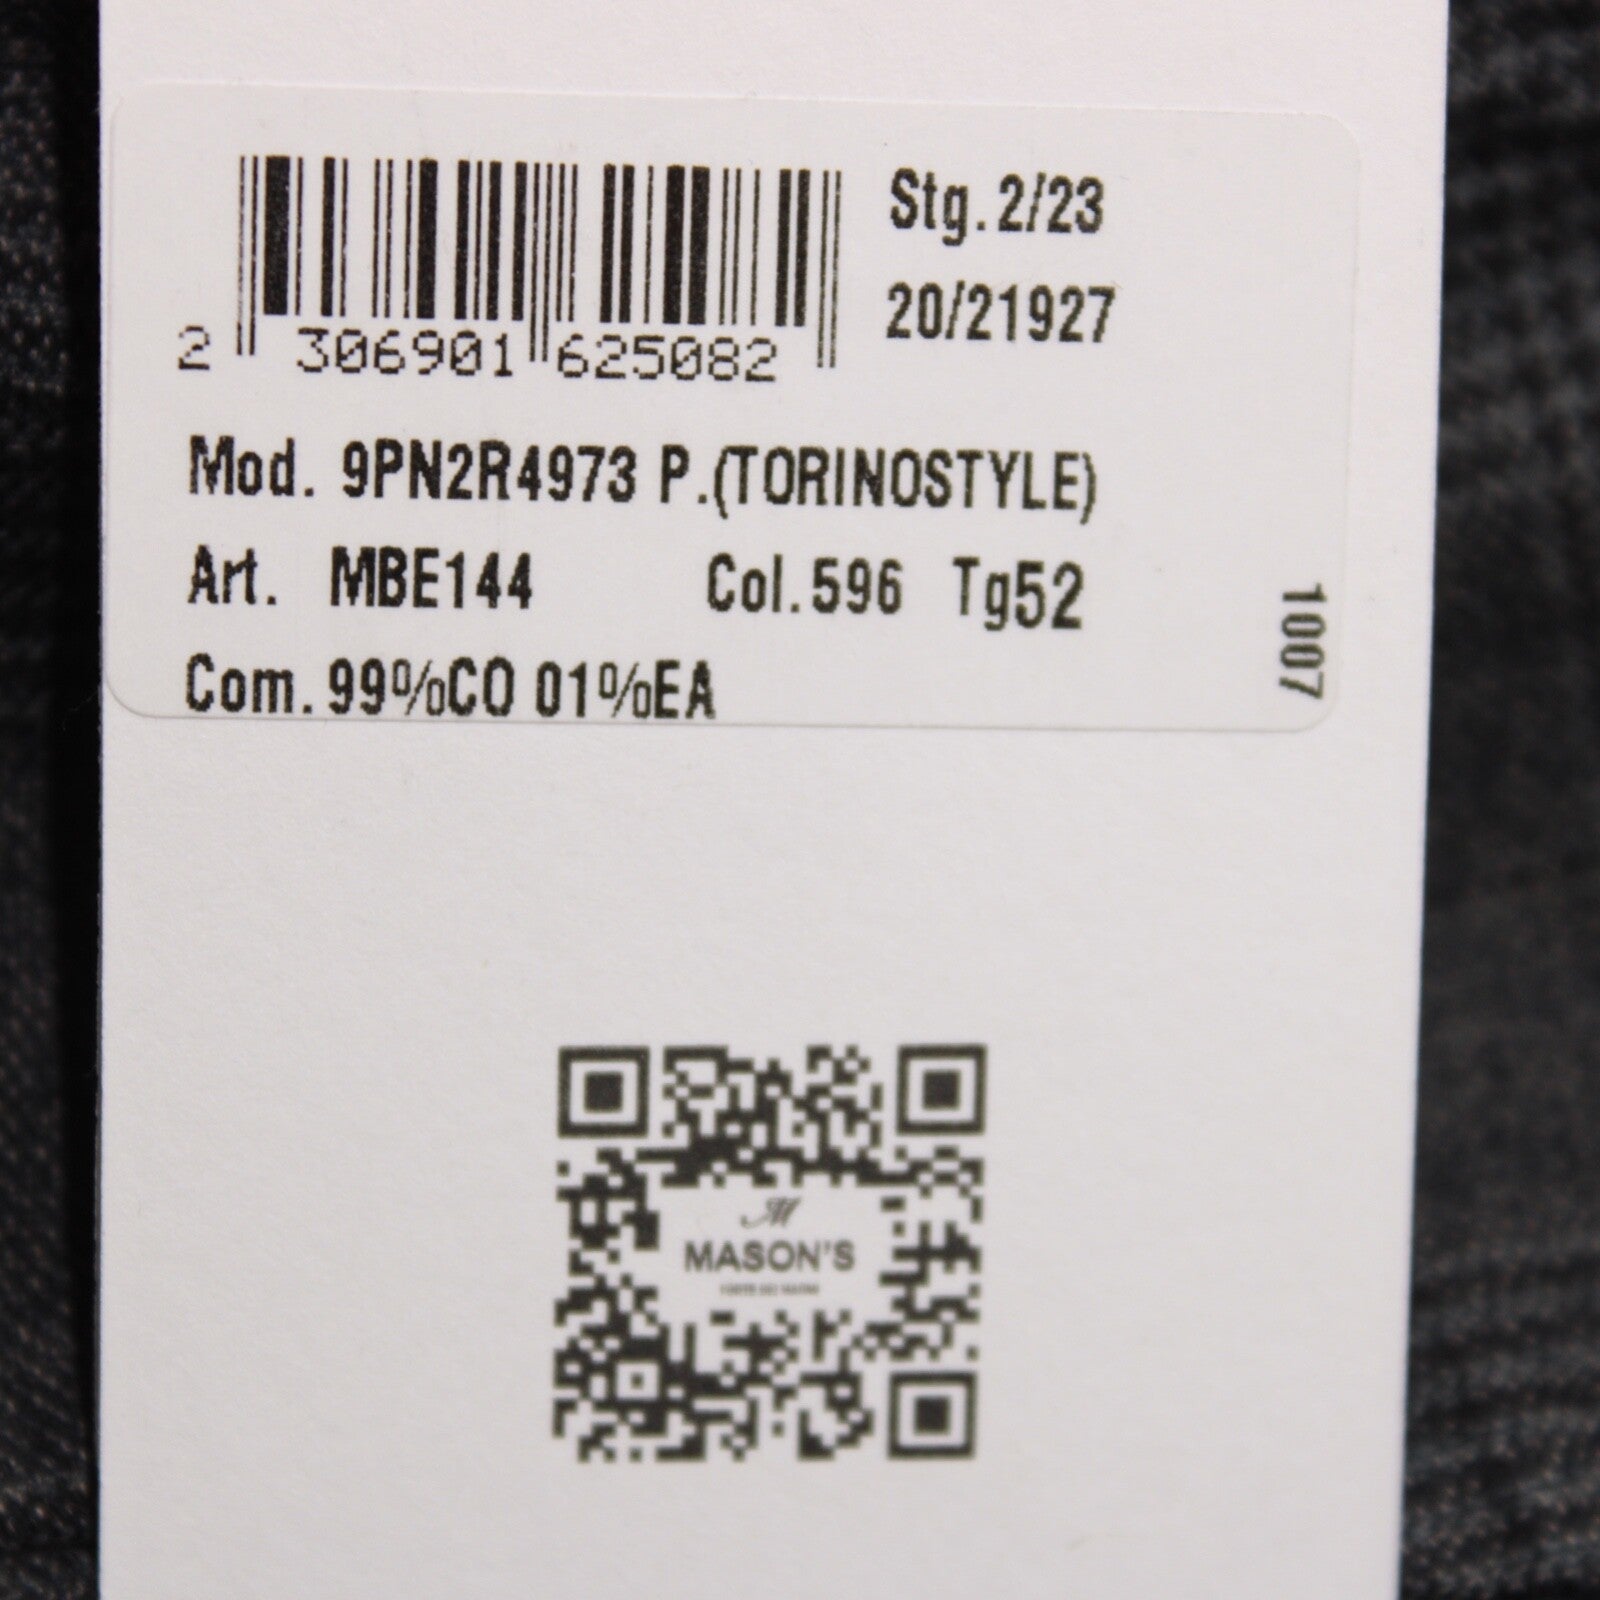 Stg.2/23
20/21927
2 306901 625082
Mod. 9PN2R4973 P.(TORINOSTYLE)
Art. MBE144 Col.596 Tg52
Com.99%CO 01%EA
1007
M
MASON'S